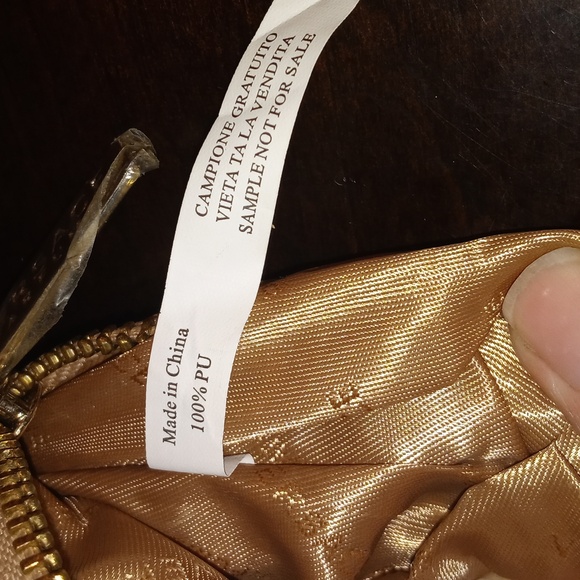 CAMPIONE GRATUITO
VIETA TA LA VENDITA
SAMPLE NOT FOR SALE
Made in China
100% PU